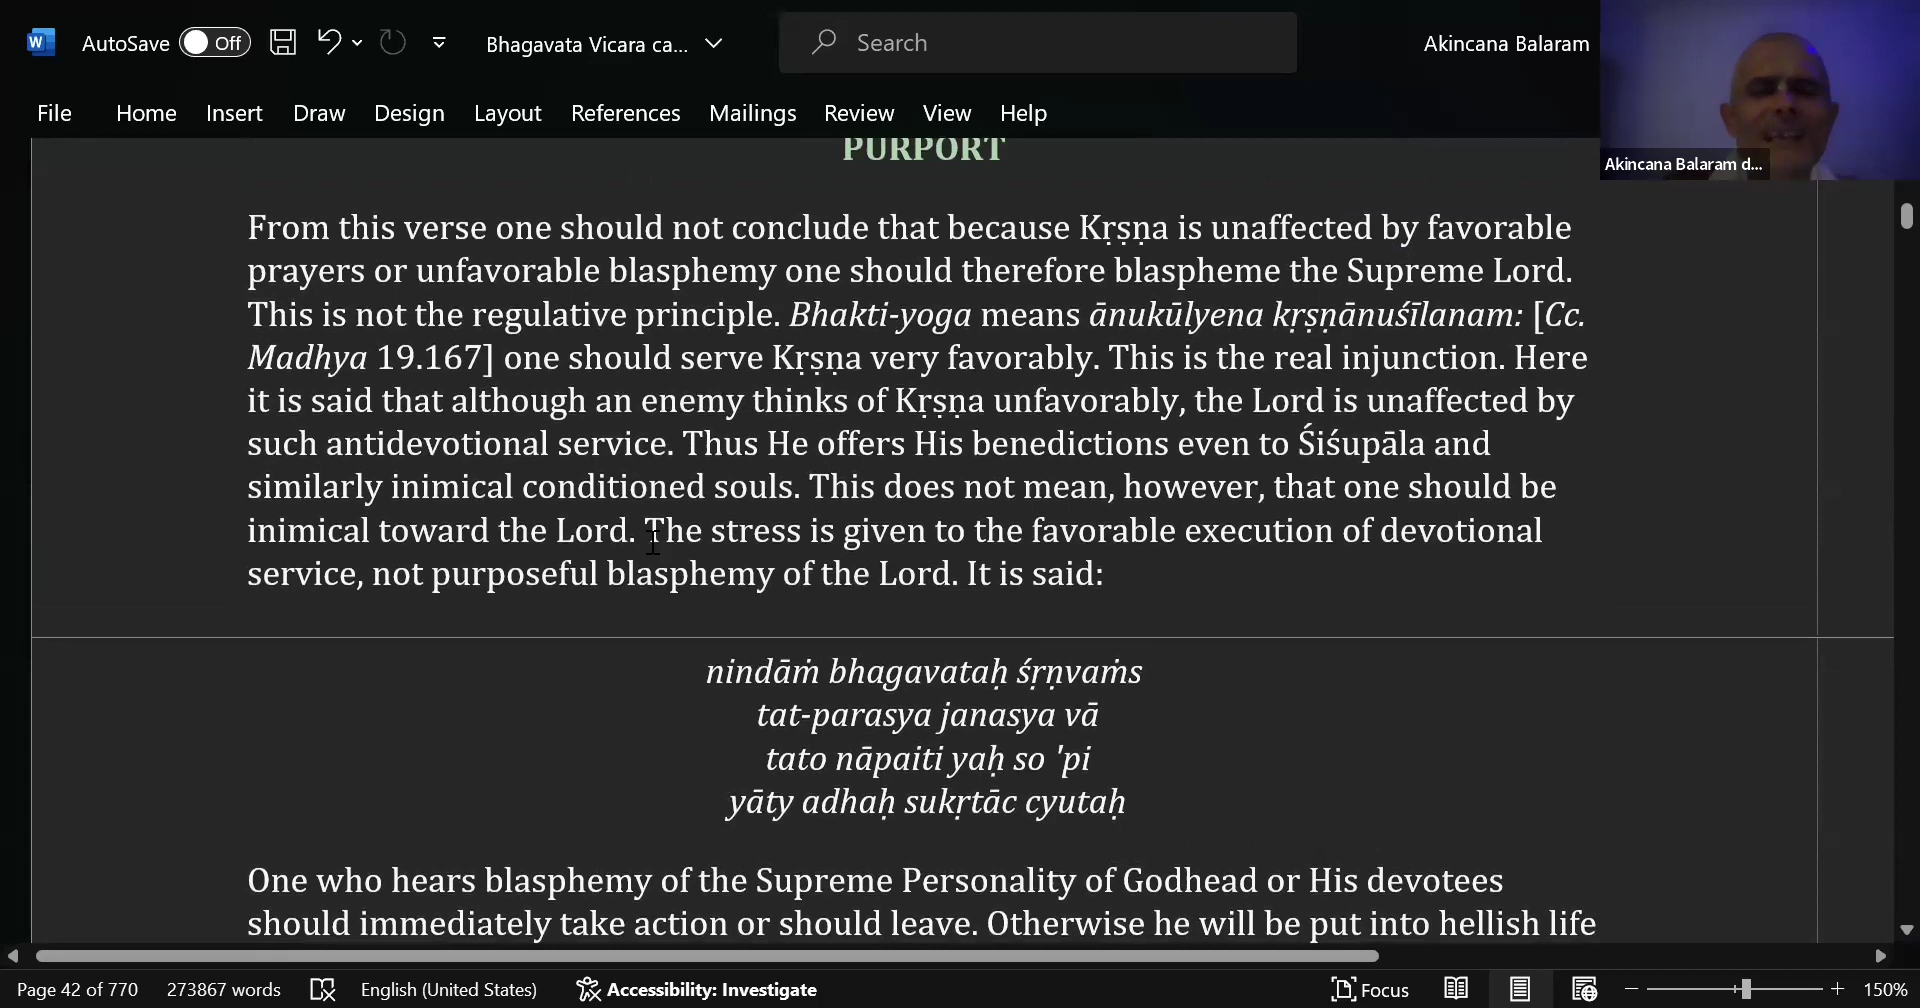 AutoSave Off Bhagavata Vicara ca... Search Akincana Balaram
File Home Insert Draw Design Layout References Mailings Review View Help
Akincana Balaram d...
PURPORT
From this verse one should not conclude that because Kṛṣṇa is unaffected by favorable
prayers or unfavorable blasphemy one should therefore blaspheme the Supreme Lord.
This is not the regulative principle. Bhakti-yoga means ānukūlyena kṛṣṇānuśīlanam: [Cc.
Madhya 19.167] one should serve Kṛṣṇa very favorably. This is the real injunction. Here
it is said that although an enemy thinks of Kṛṣṇa unfavorably, the Lord is unaffected by
such antidevotional service. Thus He offers His benedictions even to Śiśupāla and
similarly inimical conditioned souls. This does not mean, however, that one should be
inimical toward the Lord. The stress is given to the favorable execution of devotional
service, not purposeful blasphemy of the Lord. It is said:
nindāṁ bhagavataḥ śṛṇvaṁs
tat-parasya janasya vā
tato nāpaiti yaḥ so 'pi
yāty adhaḥ sukṛtāc cyutaḥ
One who hears blasphemy of the Supreme Personality of Godhead or His devotees
should immediately take action or should leave. Otherwise he will be put into hellish life
Page 42 of 770 273867 words English (United States) Accessibility: Investigate Focus 150%